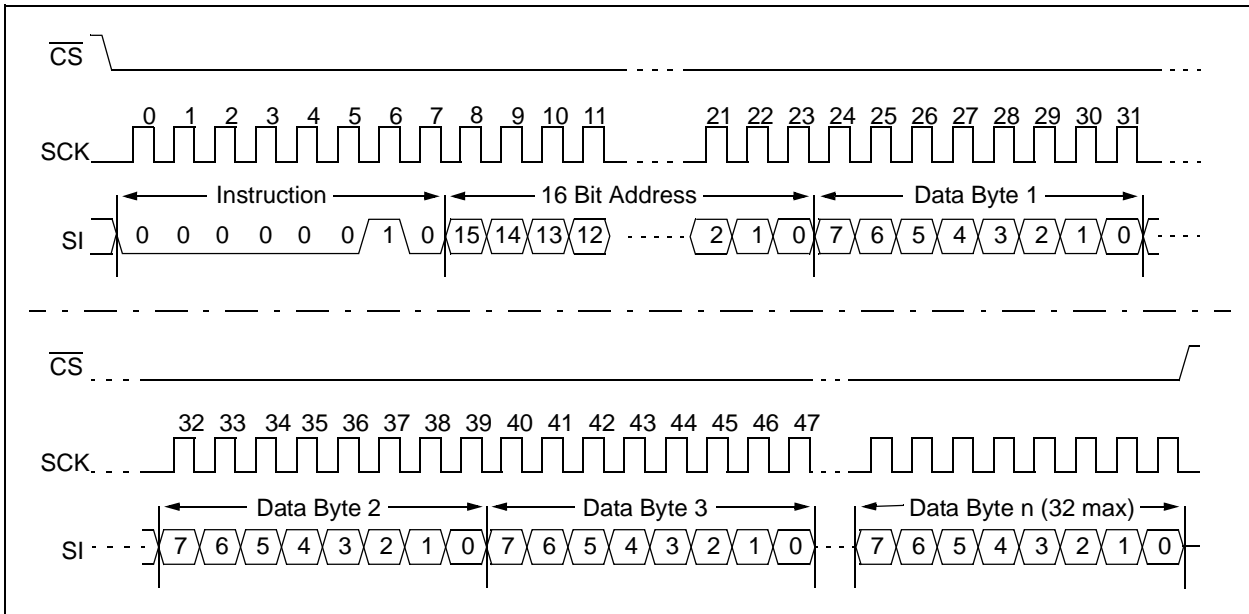 CS
0 1 2 3 4 5 6 7 8 9 10 11 21 22 23 24 25 26 27 28 29 30 31
SCK
Instruction 16 Bit Address Data Byte 1
SI 0 0 0 0 0 0 1 0 15 14 13 12 2 1 0 7 6 5 4 3 2 1 0
CS
32 33 34 35 36 37 38 39 40 41 42 43 44 45 46 47
SCK
Data Byte 2 Data Byte 3 Data Byte n (32 max)
SI 7 6 5 4 3 2 1 0 7 6 5 4 3 2 1 0 7 6 5 4 3 2 1 0